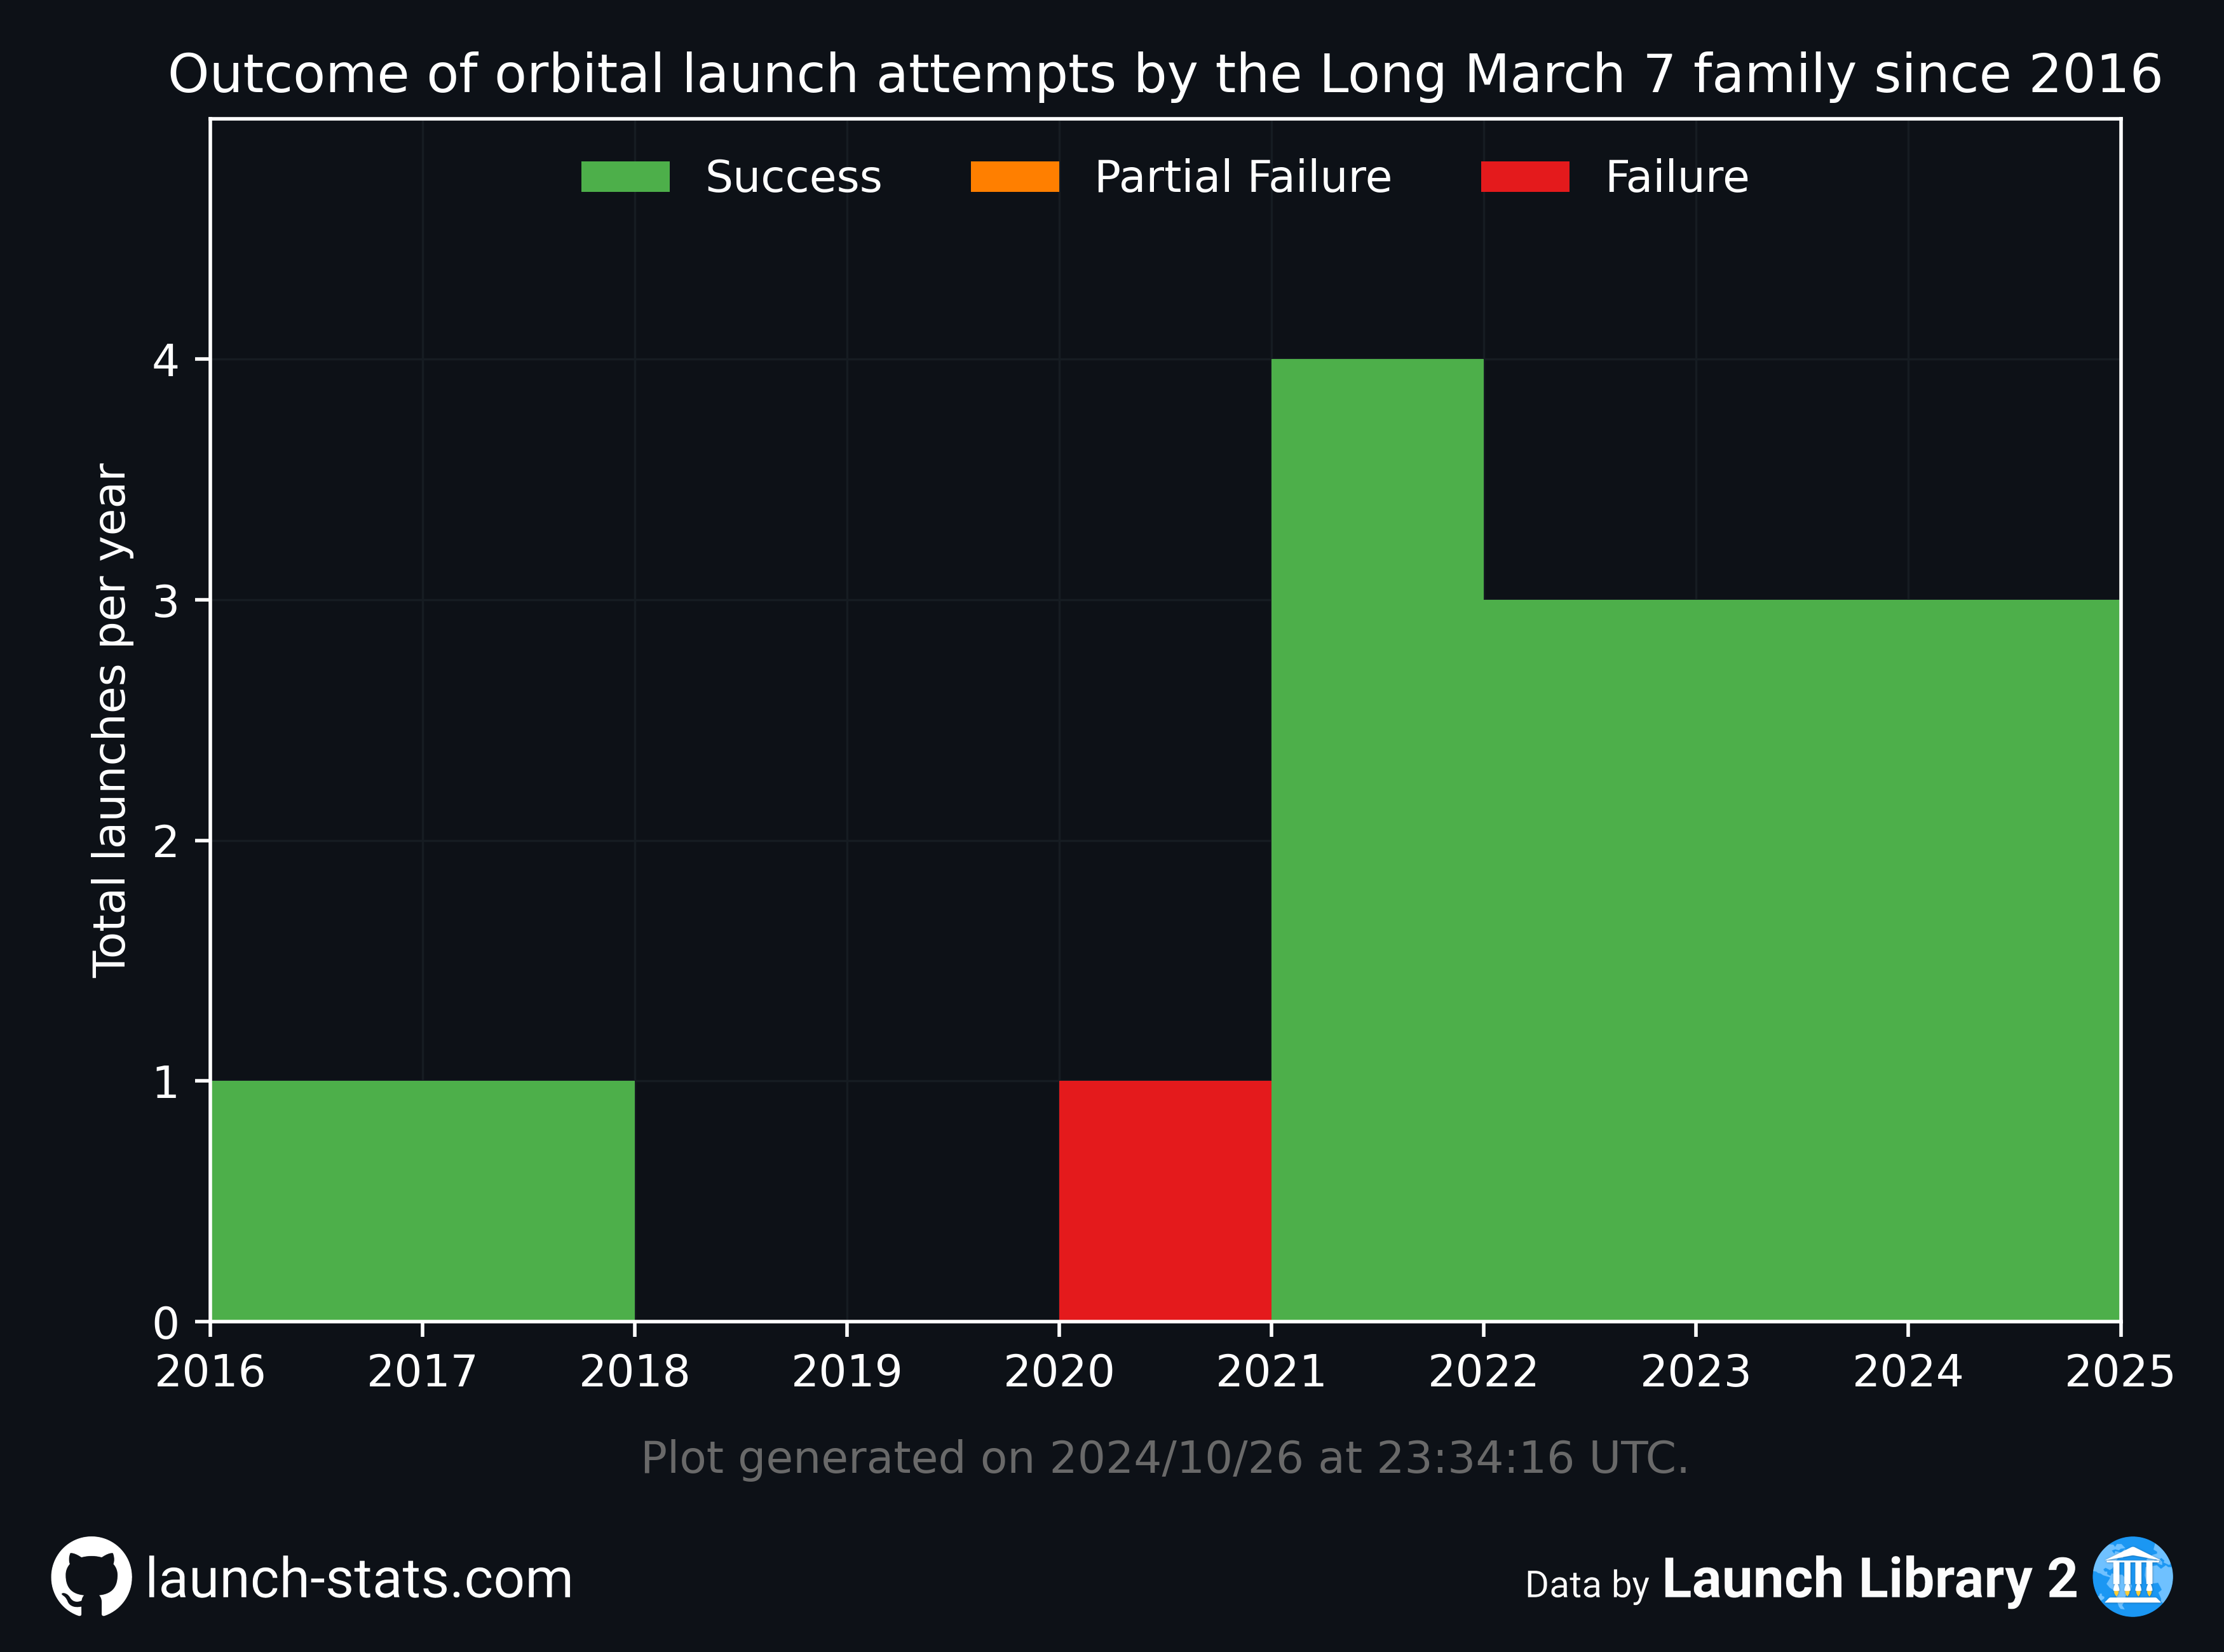 Outcome of orbital launch attempts by the Long March 7 family since 2016
Success Partial Failure Failure
Total launches per year
4
3
2
1
0
2016 2017 2018 2019 2020 2021 2022 2023 2024 2025
Plot generated on 2024/10/26 at 23:34:16 UTC.
launch-stats.com
Data by Launch Library 2